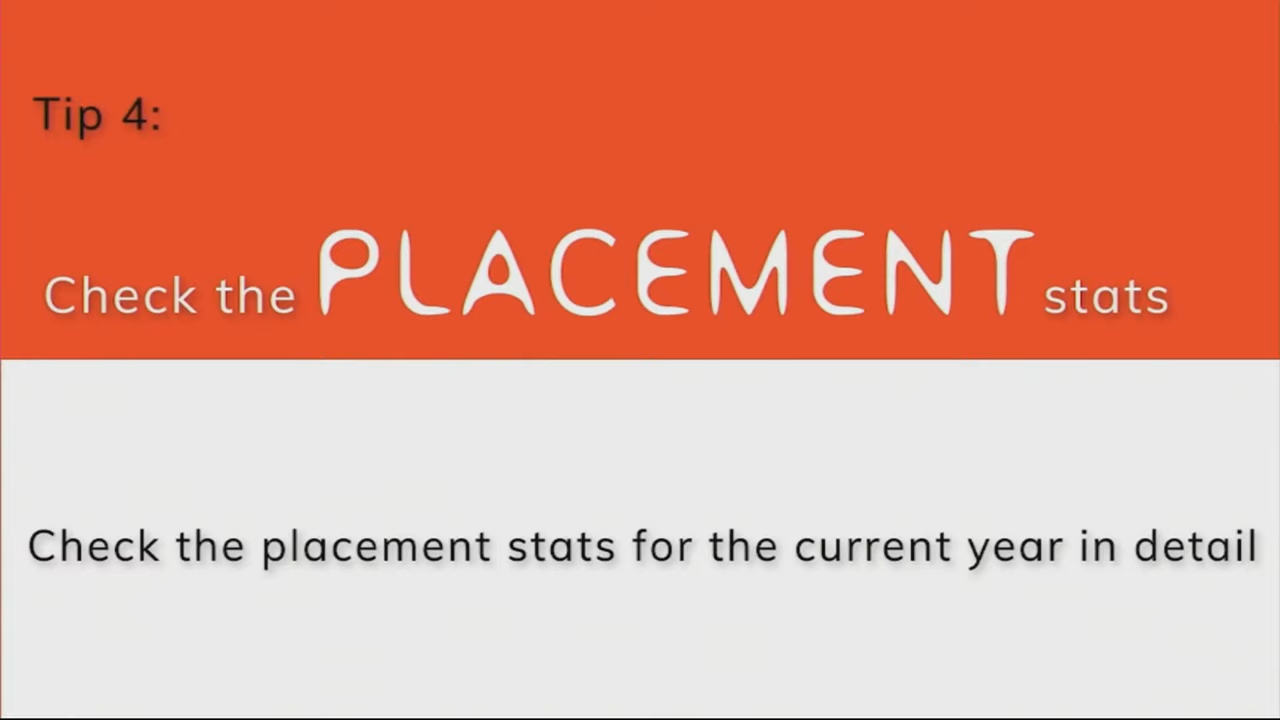 Tip 4:
Check the PLACEMENT stats
Check the placement stats for the current year in detail